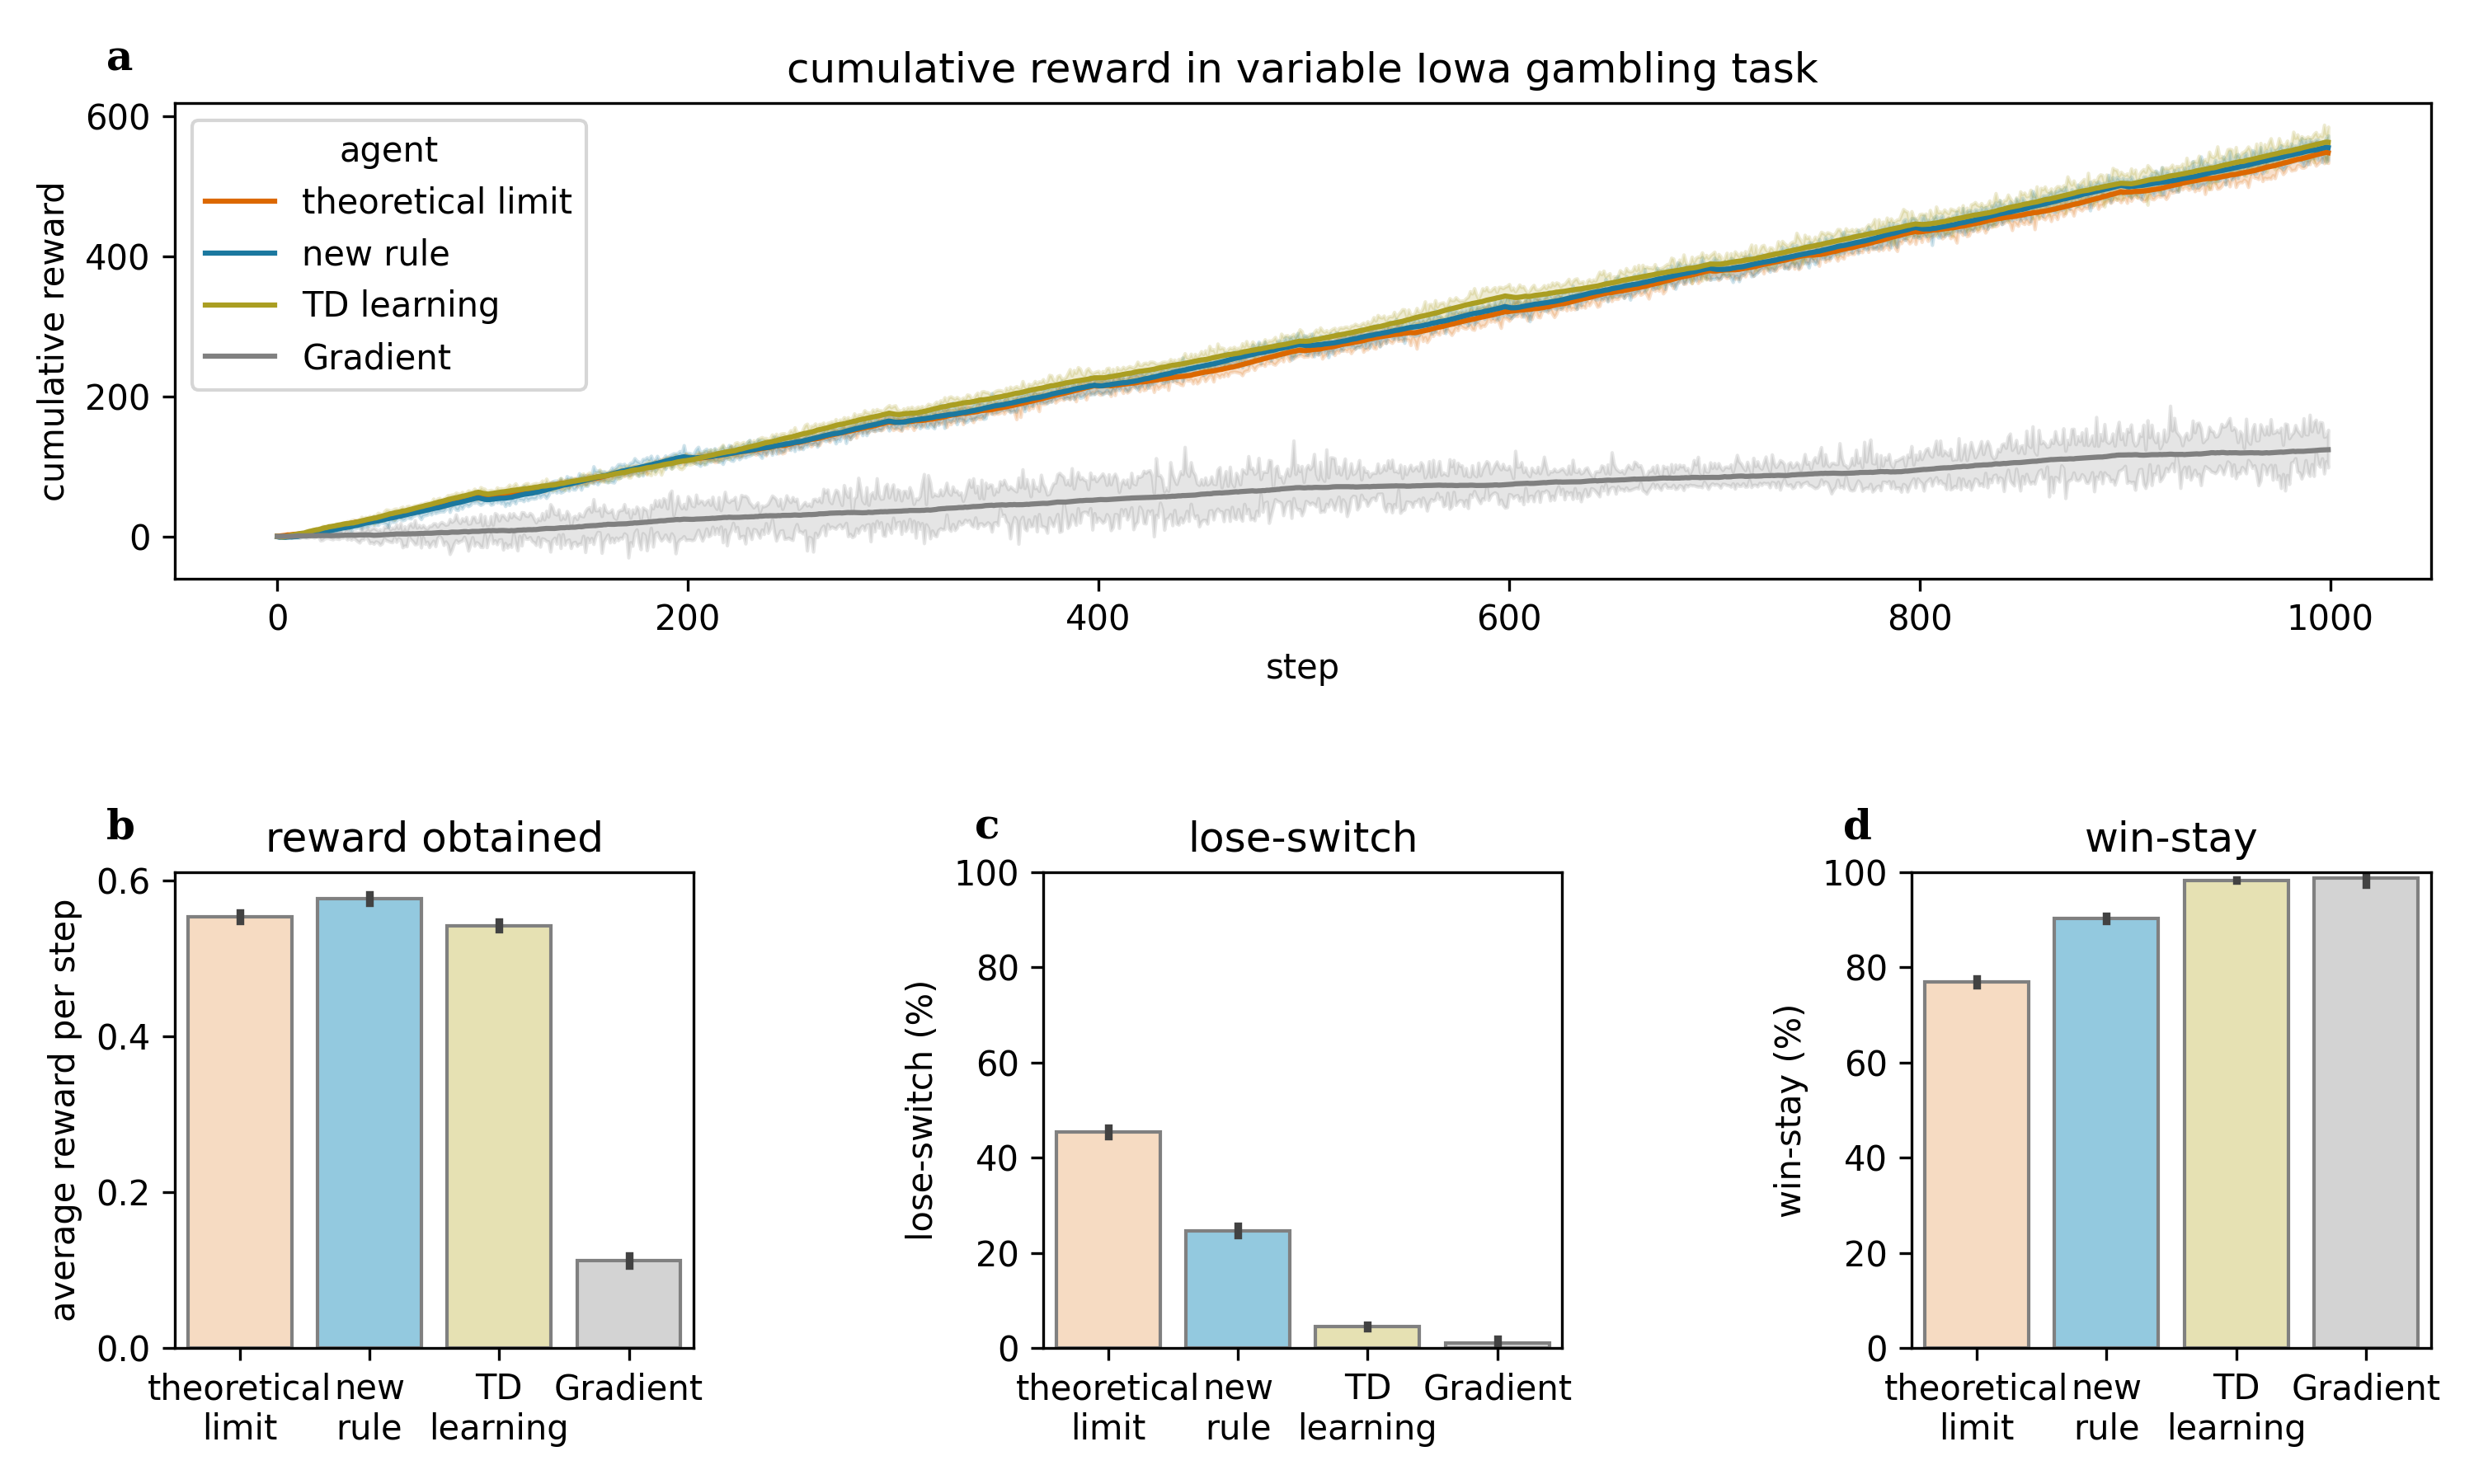 a
cumulative reward in variable Iowa gambling task
cumulative reward
600
400
200
0
agent
theoretical limit
new rule
TD learning
Gradient
0 200 400 600 800 1000
step
b
reward obtained
average reward per step
0.6
0.4
0.2
0.0
theoretical new TD Gradient
limit rule learning
c
lose-switch
lose-switch (%)
100
80
60
40
20
0
theoretical new TD Gradient
limit rule learning
d
win-stay
win-stay (%)
100
80
60
40
20
0
theoretical new TD Gradient
limit rule learning